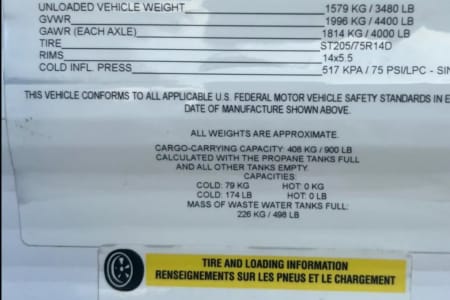 UNLOADED VEHICLE WEIGHT 1579 KG / 3480 LB
GVWR 1996 KG / 4400 LB
GAWR (EACH AXLE) 1814 KG / 4000 LB
TIRE ST205/75R14D
RIMS 14x5.5
COLD INFL. PRESS 517 KPA / 75 PSI/LPC - SIN
THIS VEHICLE CONFORMS TO ALL APPLICABLE U.S. FEDERAL MOTOR VEHICLE SAFETY STANDARDS IN E
DATE OF MANUFACTURE SHOWN ABOVE.
ALL WEIGHTS ARE APPROXIMATE.
CARGO-CARRYING CAPACITY: 408 KG / 900 LB
CALCULATED WITH THE PROPANE TANKS FULL
AND ALL OTHER TANKS EMPTY.
CAPACITIES:
COLD: 79 KG HOT: 0 KG
COLD: 174 LB HOT: 0 LB
MASS OF WASTE WATER TANKS FULL:
226 KG / 498 LB
TIRE AND LOADING INFORMATION
RENSEIGNEMENTS SUR LES PNEUS ET LE CHARGEMENT